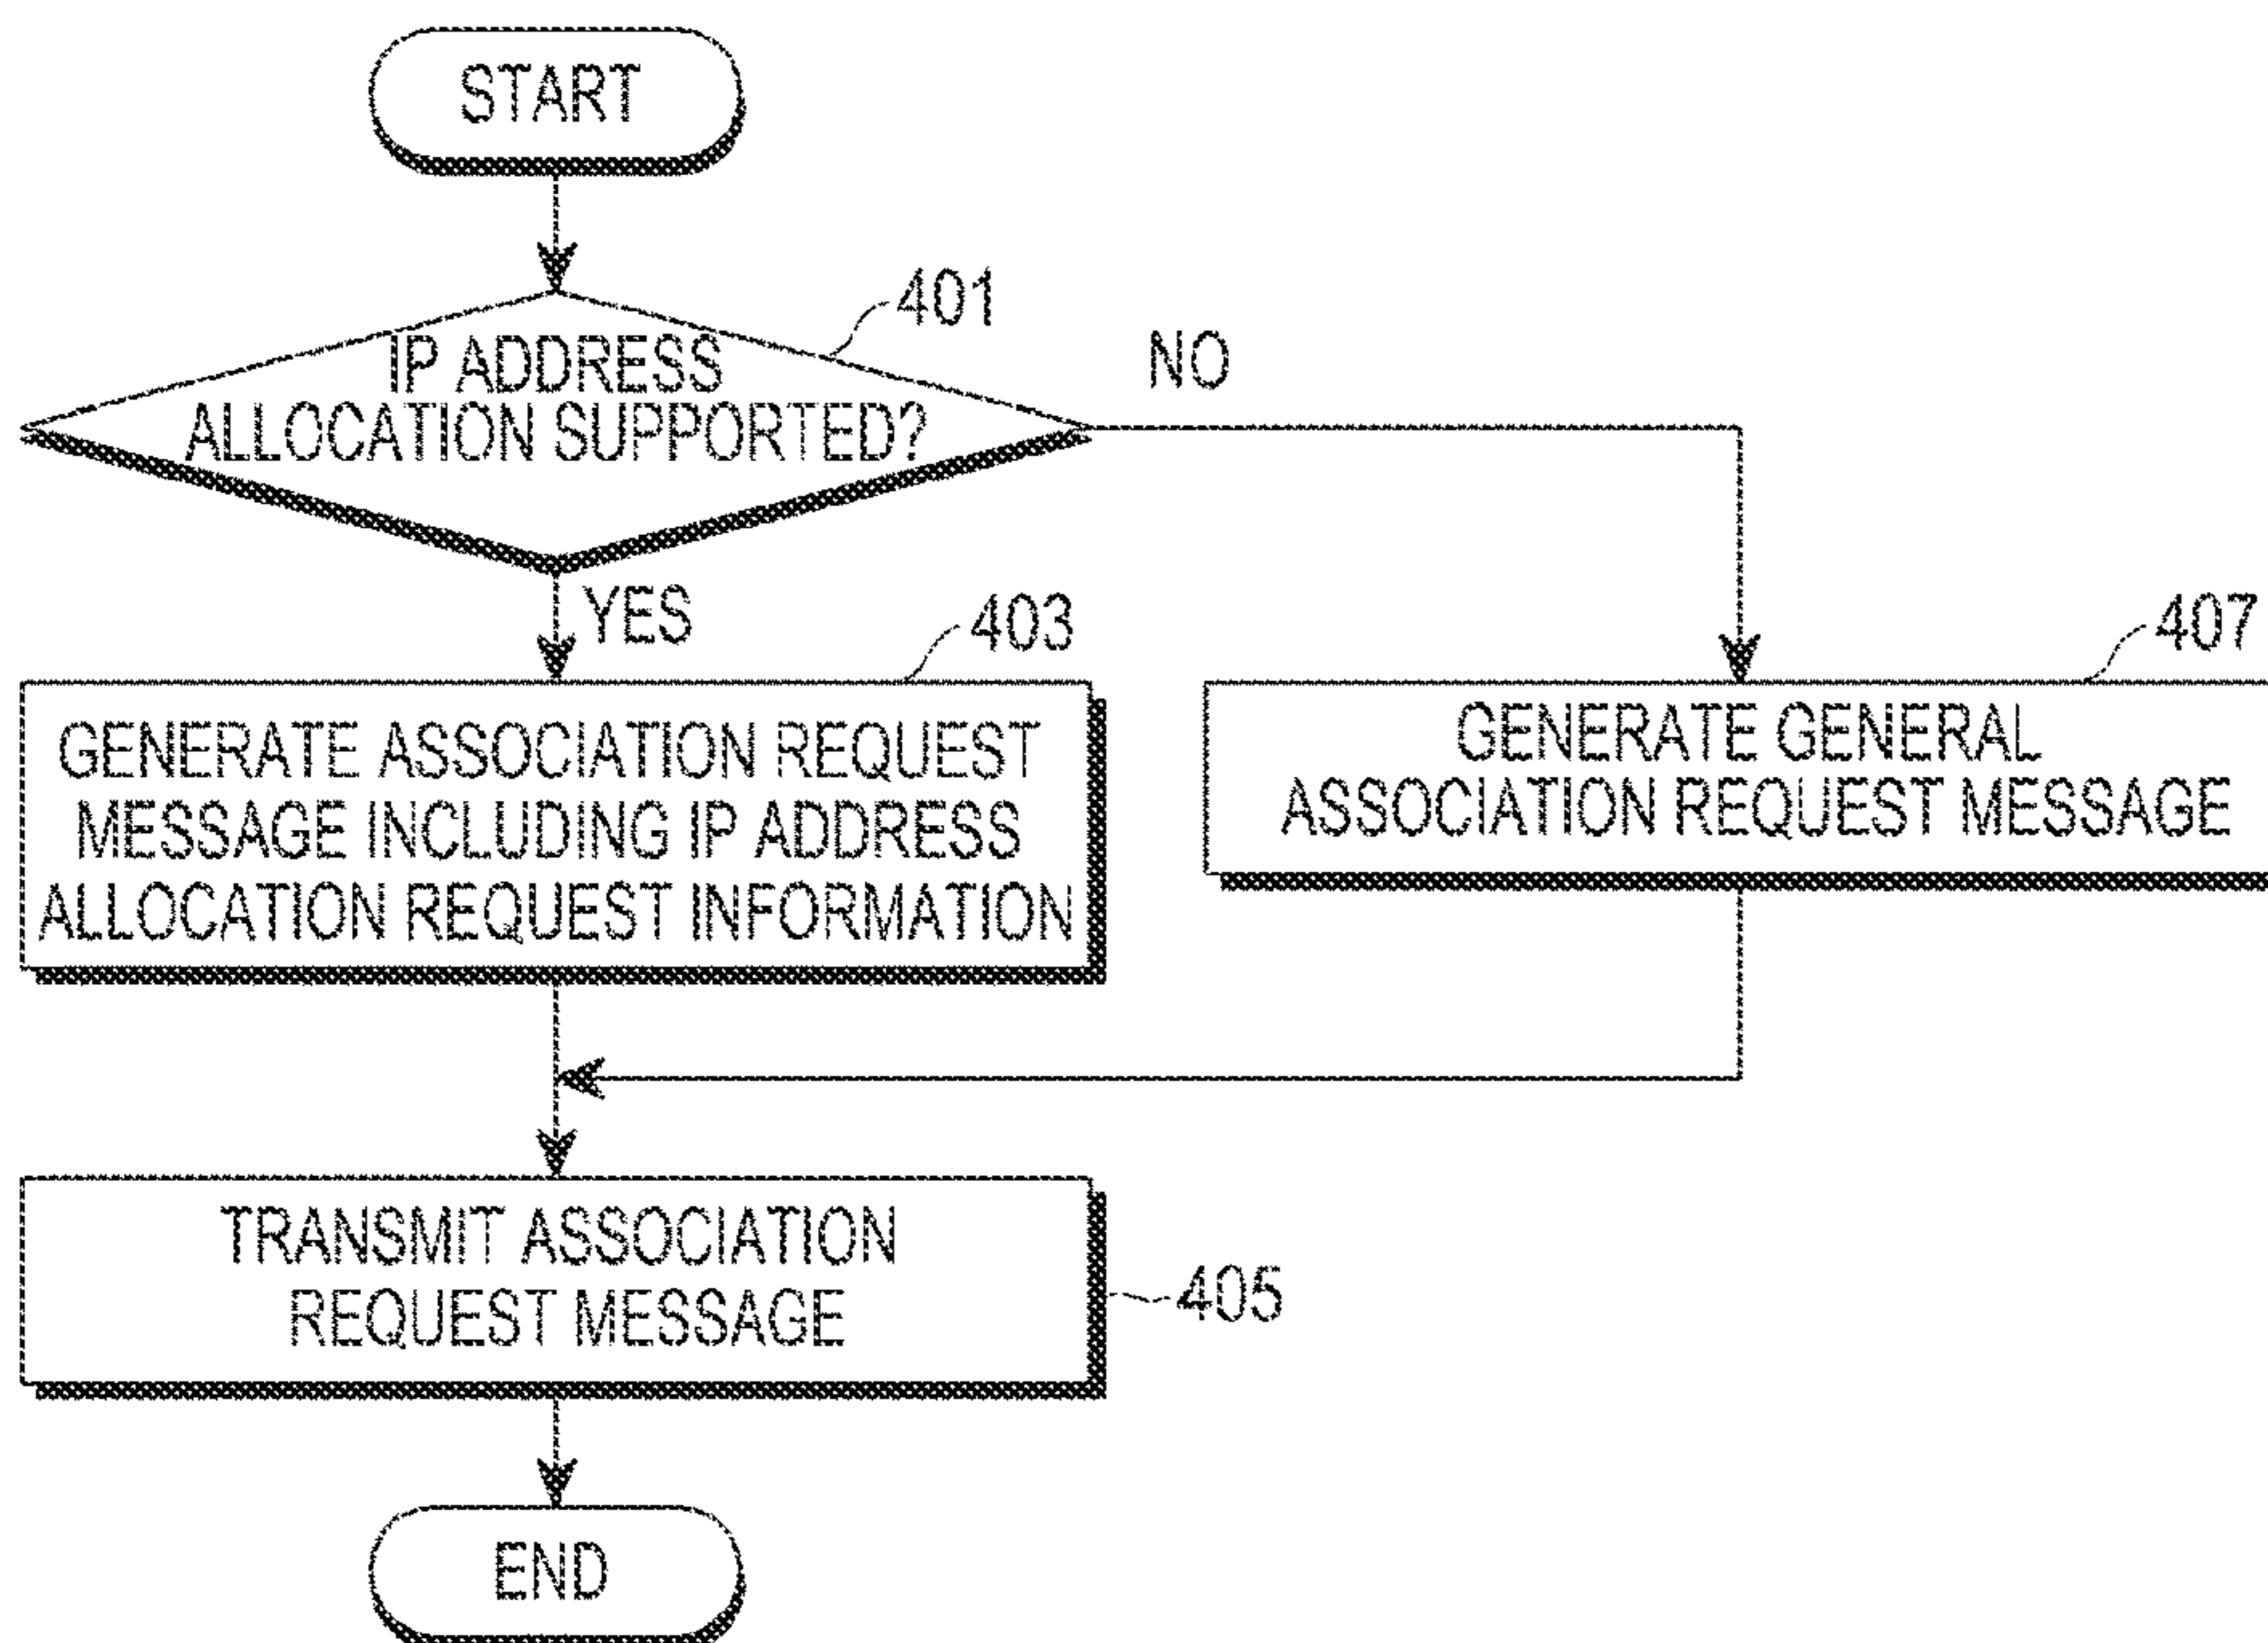 START
401
IP ADDRESS
ALLOCATION SUPPORTED?
NO
YES
403
GENERATE ASSOCIATION REQUEST
MESSAGE INCLUDING IP ADDRESS
ALLOCATION REQUEST INFORMATION
407
GENERATE GENERAL
ASSOCIATION REQUEST MESSAGE
TRANSMIT ASSOCIATION
REQUEST MESSAGE
405
END